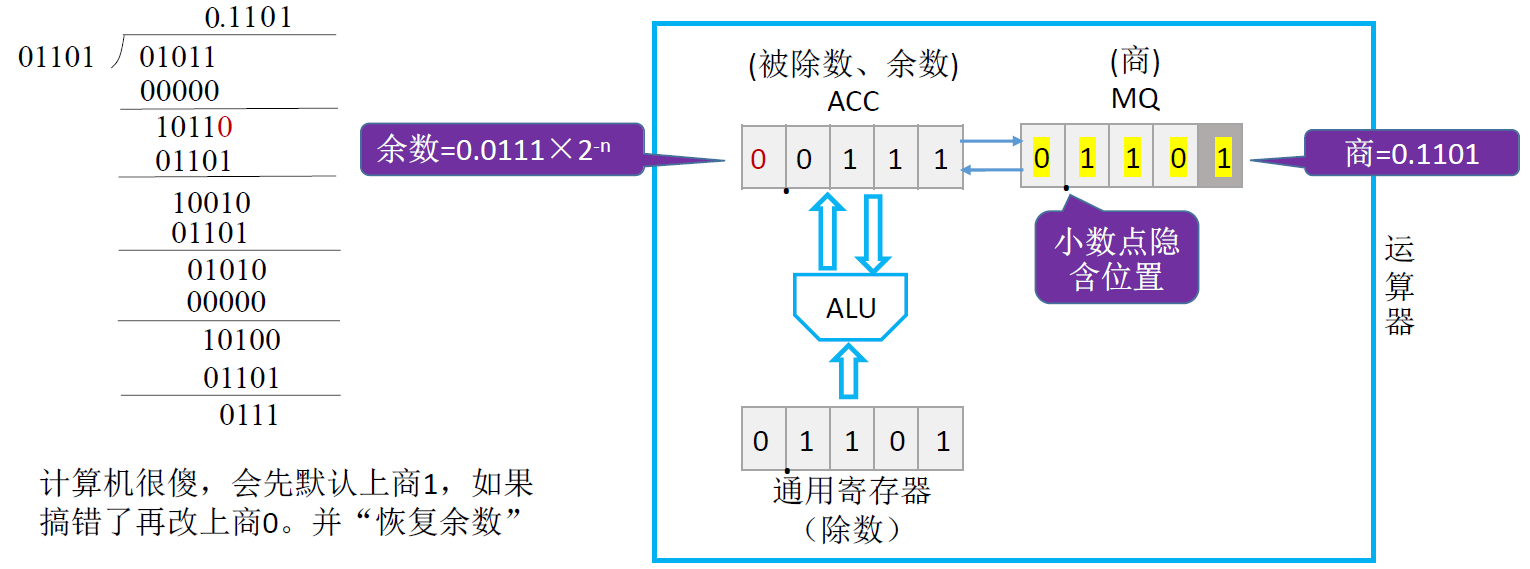 0.1101
01101
01011
00000
10110
01101
10010
01101
01010
00000
10100
01101
0111
计算机很傻，会先默认上商1，如果
搞错了再改上商0。并“恢复余数”
余数=0.0111×2-n
(被除数、余数)
ACC
0 0 1 1 1
(商)
MQ
0 1 1 0 1
商=0.1101
小数点隐
含位置
ALU
0 1 1 0 1
通用寄存器
（除数）
运算器